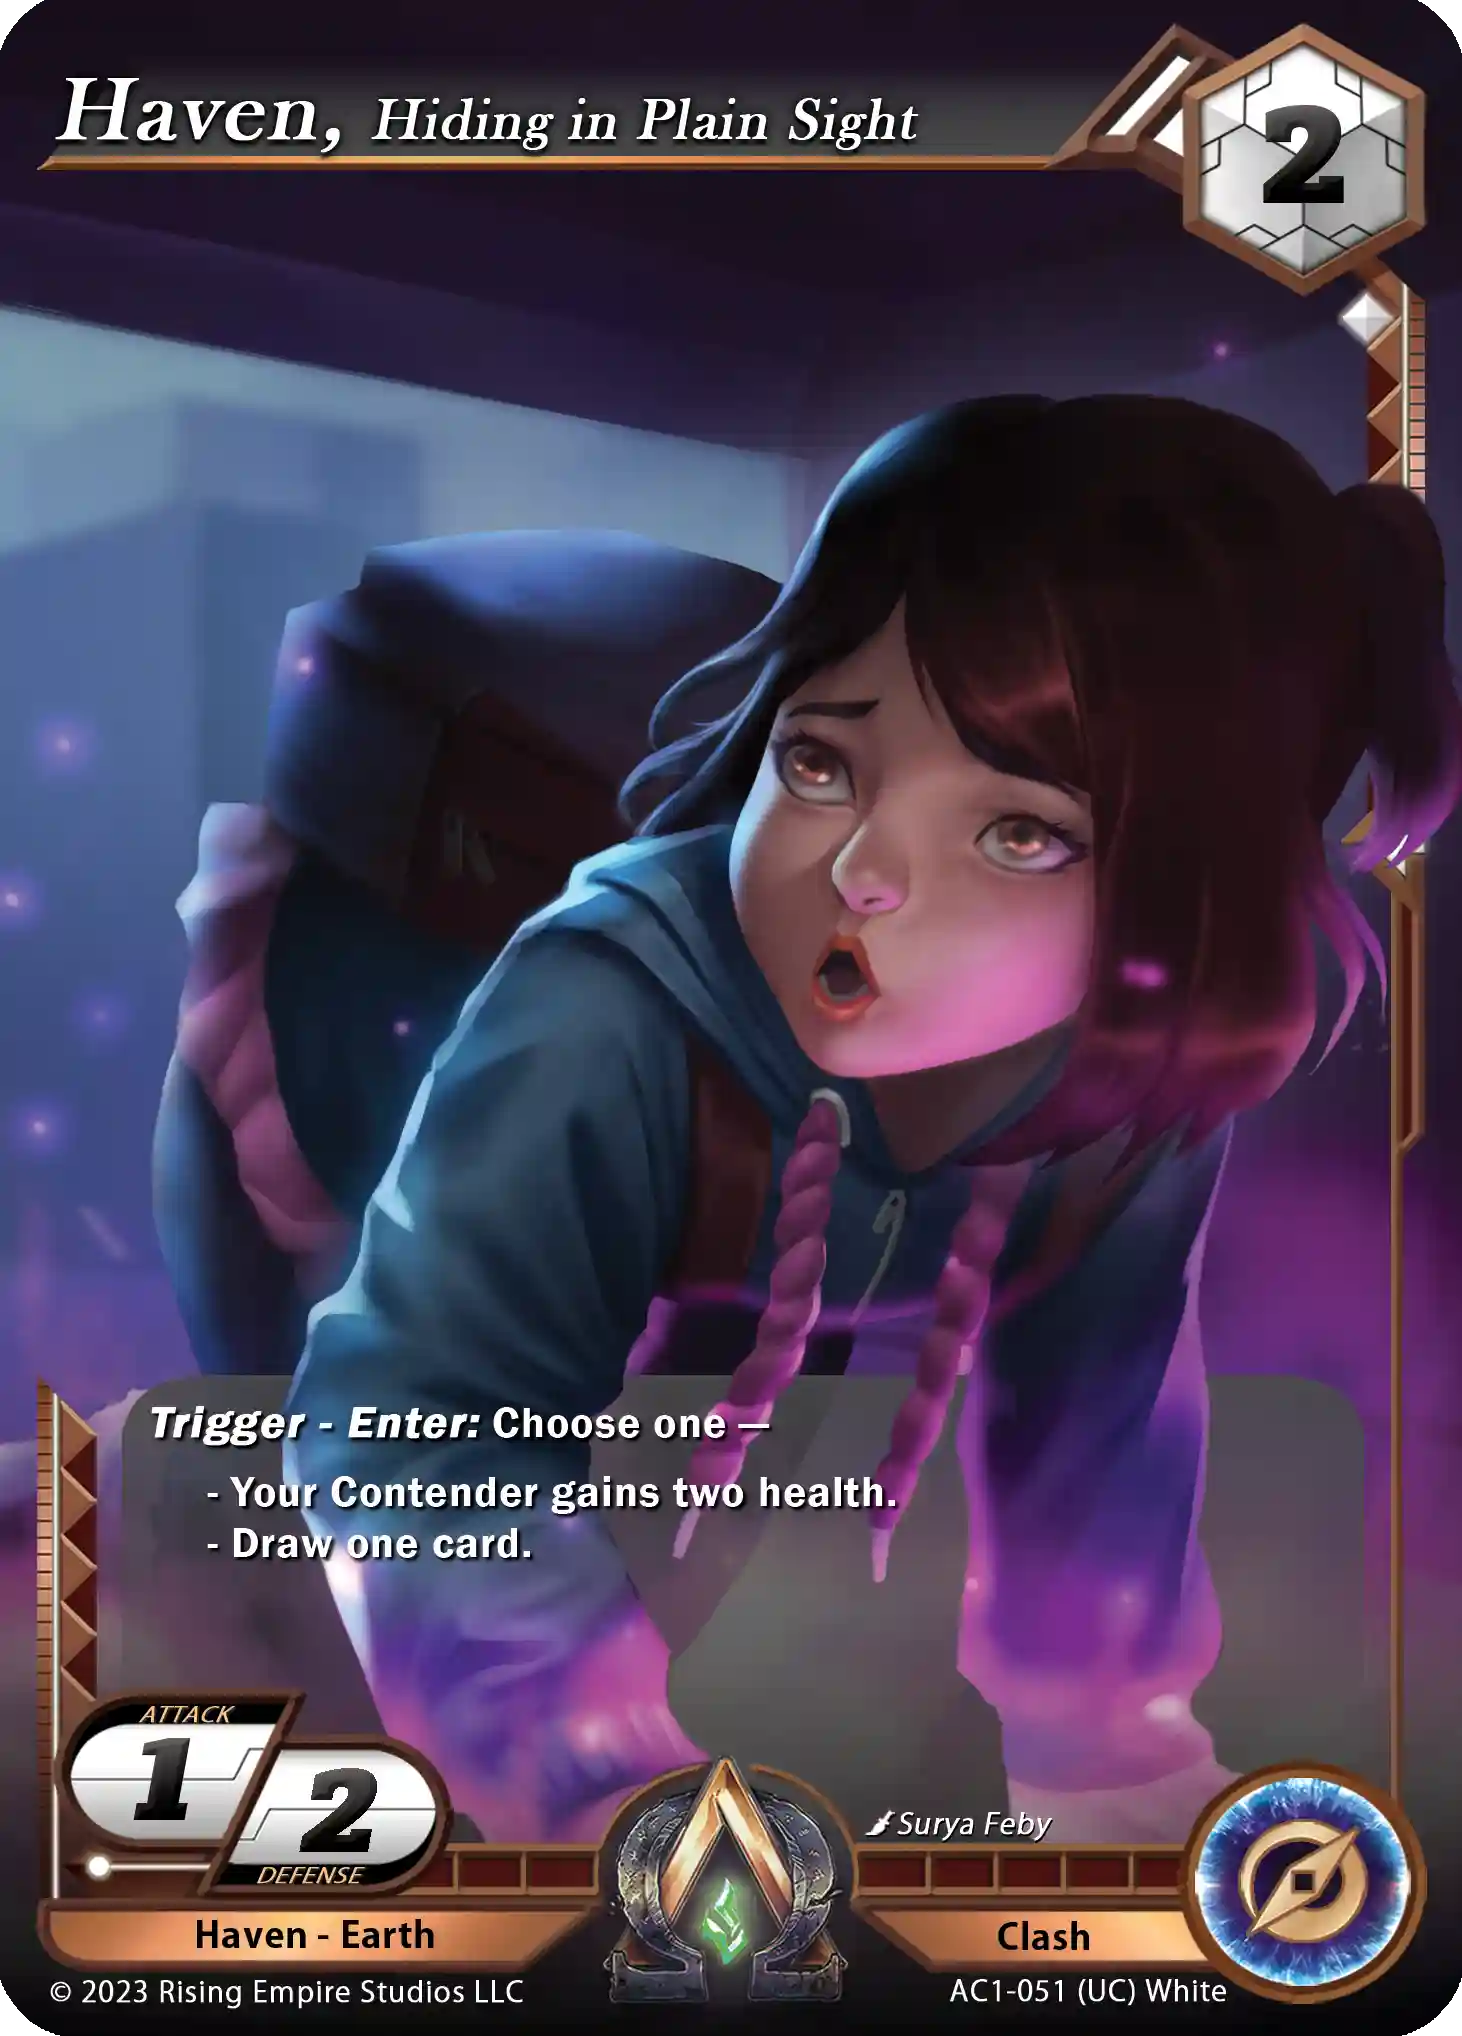 Haven, Hiding in Plain Sight
2
Trigger - Enter: Choose one —
- Your Contender gains two health.
- Draw one card.
ATTACK
1
2
DEFENSE
Surya Feby
Haven - Earth
Clash
© 2023 Rising Empire Studios LLC
AC1-051 (UC) White